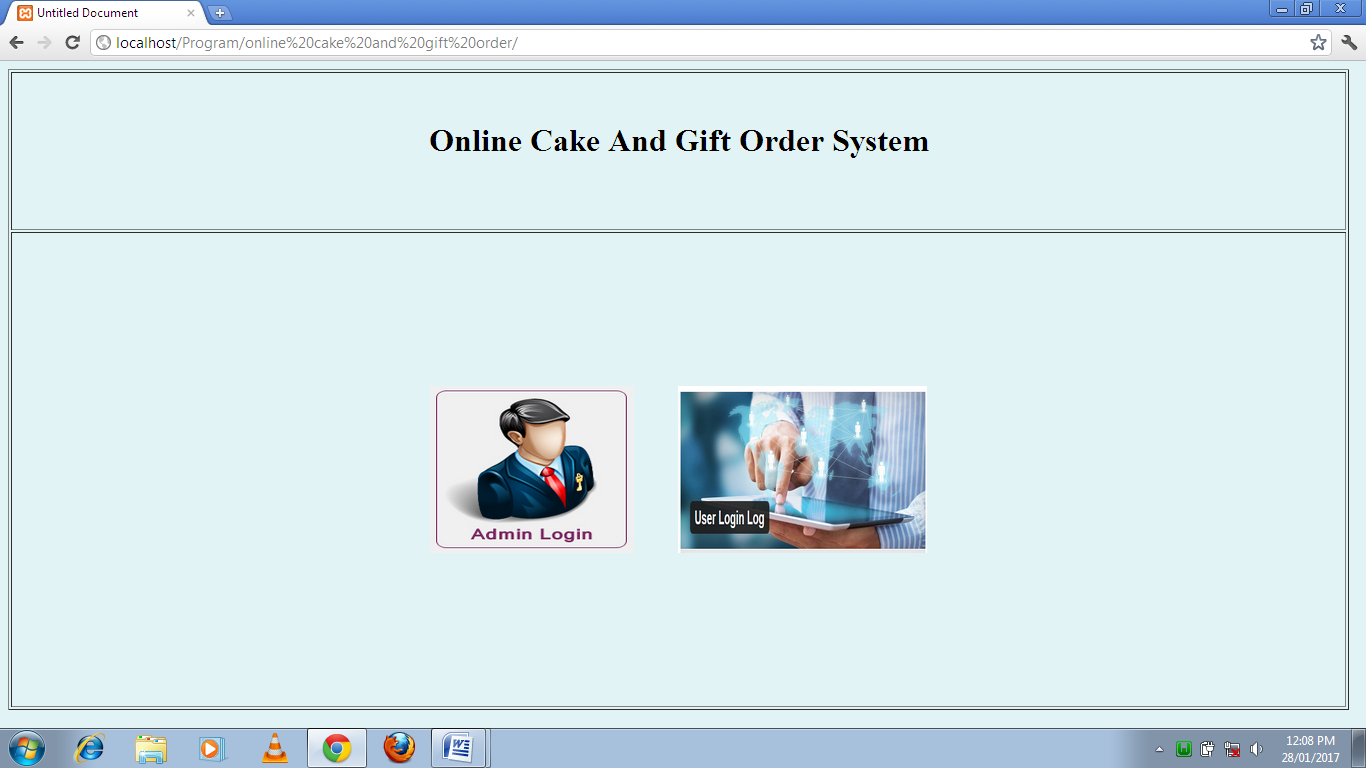 Untitled Document
localhost/Program/online%20cake%20and%20gift%20order/
Online Cake And Gift Order System
Admin Login
User Login Log
12:08 PM
28/01/2017